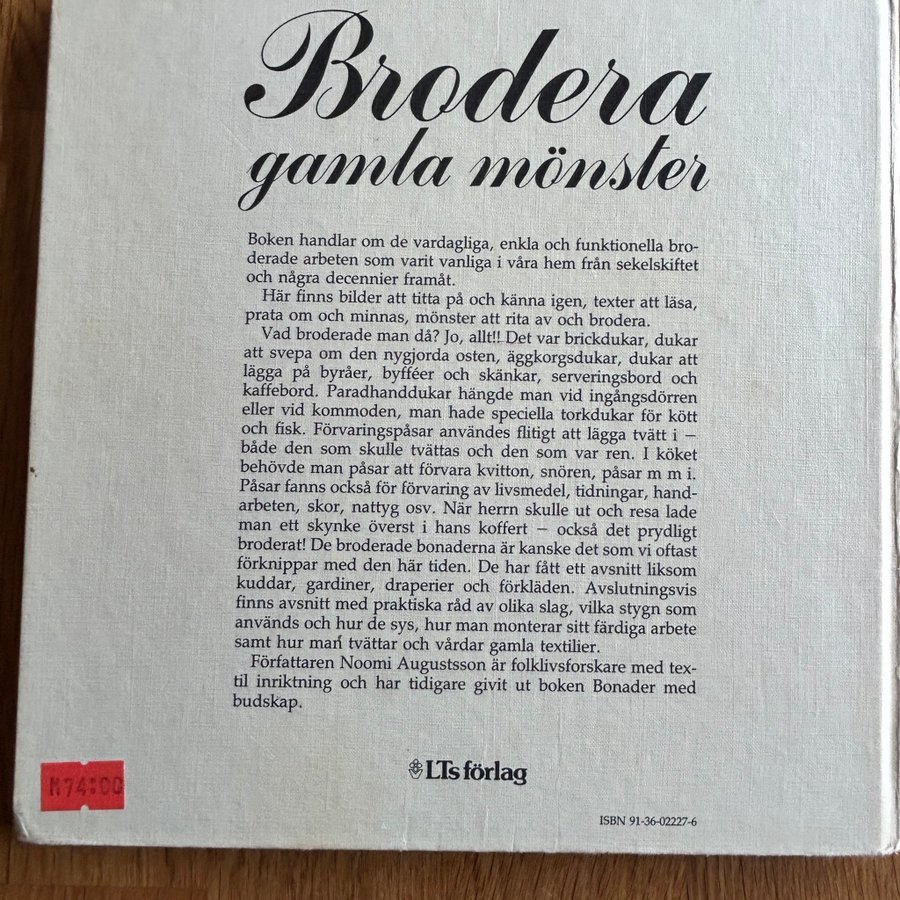 Brodera
gamla mönster
Boken handlar om de vardagliga, enkla och funktionella bro-
derade arbeten som varit vanliga i våra hem från sekelskiftet
och några decennier framåt.
Här finns bilder att titta på och känna igen, texter att läsa,
prata om och minnas, mönster att rita av och brodera.
Vad broderade man då? Jo, allt!! Det var brickdukar, dukar
att svepa om den nygjorda osten, äggkorgsdukar, dukar att
lägga på byråer, bufféer och skänkar, serveringsbord och
kaffebord. Paradhanddukar hängde man vid ingångsdörren
eller vid kommoden, man hade speciella torkdukar för kött
och fisk. Förvaringspåsar användes flitigt att lägga tvätt i –
både den som skulle tvättas och den som var ren. I köket
behövde man påsar att förvara kvitton, snören, påsar m m i.
Påsar fanns också för förvaring av livsmedel, tidningar, hand-
arbeten, skor, nattyg osv. När herrn skulle ut och resa lade
man ett skynke överst i hans koffert – också det prydligt
broderat! De broderade bonaderna är kanske det som vi oftast
förknippar med den här tiden. De har fått ett avsnitt liksom
kuddar, gardiner, draperier och förkläden. Avslutningsvis
finns avsnitt med praktiska råd av olika slag, vilka stygn som
används och hur de sys, hur man monterar sitt färdiga arbete
samt hur man tvättar och vårdar gamla textilier.
Författaren Noomi Augustsson är folklivsforskare med tex-
til inriktning och har tidigare givit ut boken Bonader med
budskap.
LTs förlag
M74:00
ISBN 91-36-02227-6